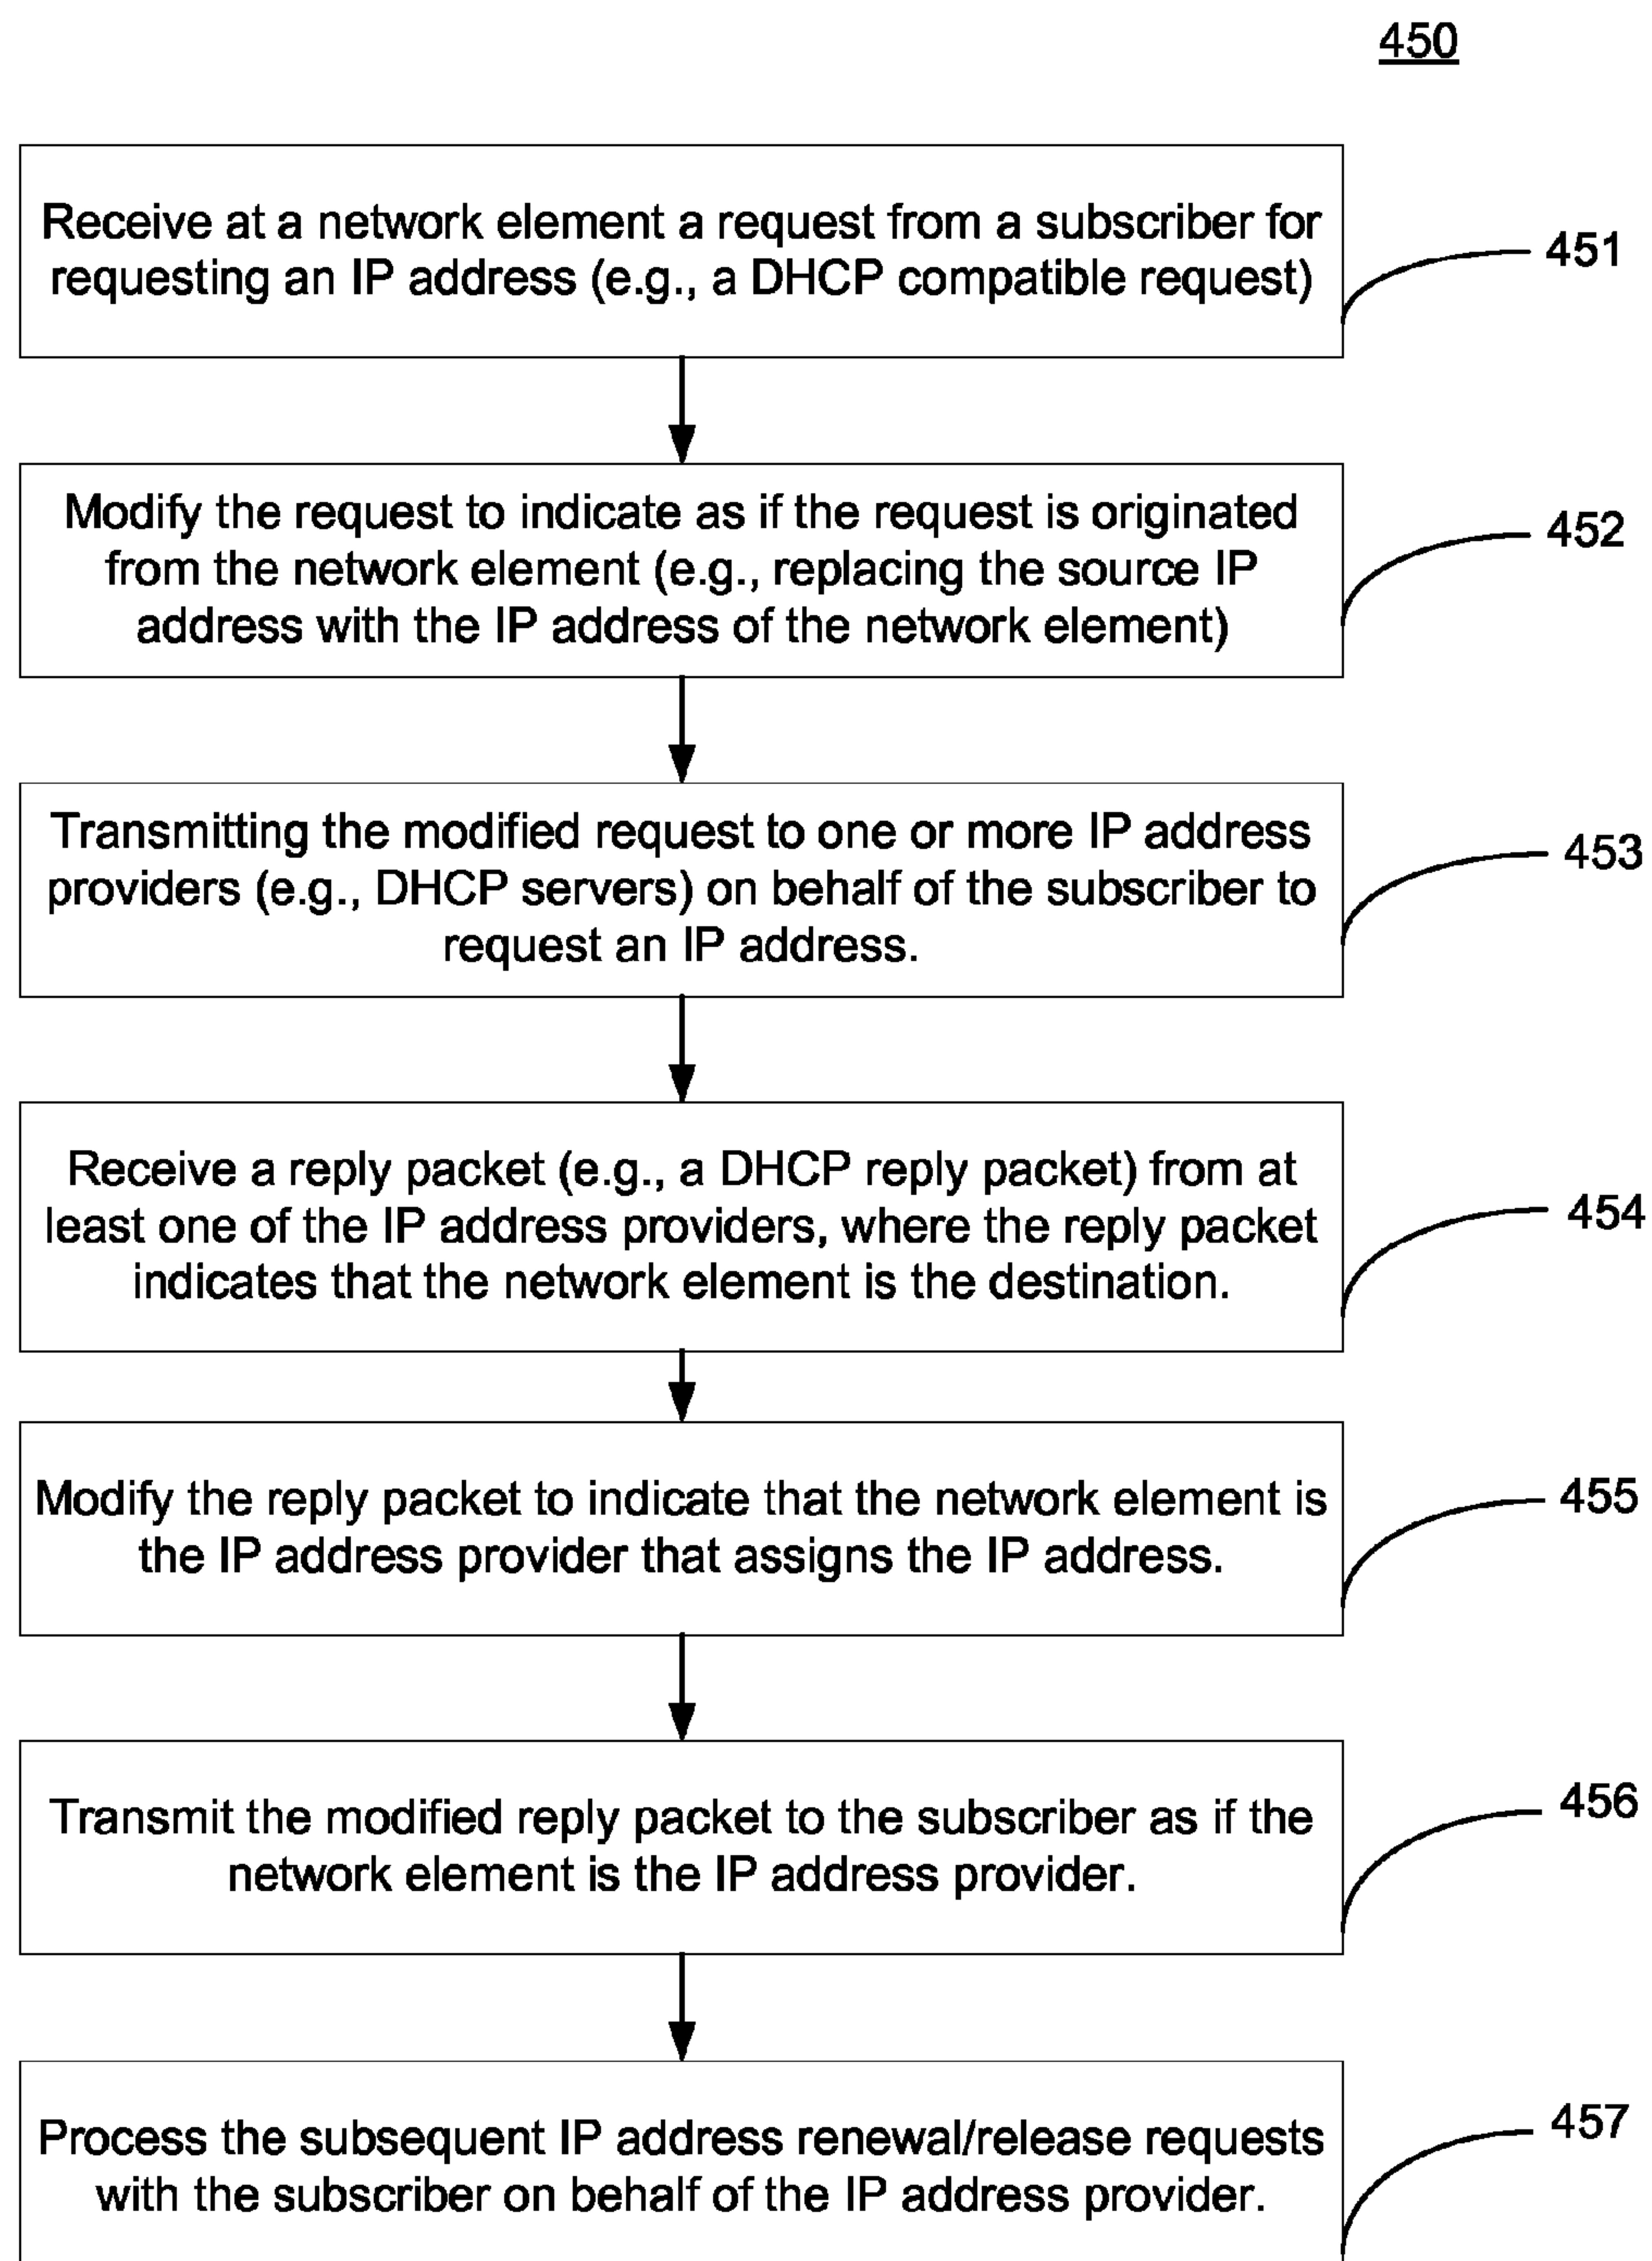 450
Receive at a network element a request from a subscriber for
requesting an IP address (e.g., a DHCP compatible request)
451
Modify the request to indicate as if the request is originated
from the network element (e.g., replacing the source IP
address with the IP address of the network element)
452
Transmitting the modified request to one or more IP address
providers (e.g., DHCP servers) on behalf of the subscriber to
request an IP address.
453
Receive a reply packet (e.g., a DHCP reply packet) from at
least one of the IP address providers, where the reply packet
indicates that the network element is the destination.
454
Modify the reply packet to indicate that the network element is
the IP address provider that assigns the IP address.
455
Transmit the modified reply packet to the subscriber as if the
network element is the IP address provider.
456
Process the subsequent IP address renewal/release requests
with the subscriber on behalf of the IP address provider.
457